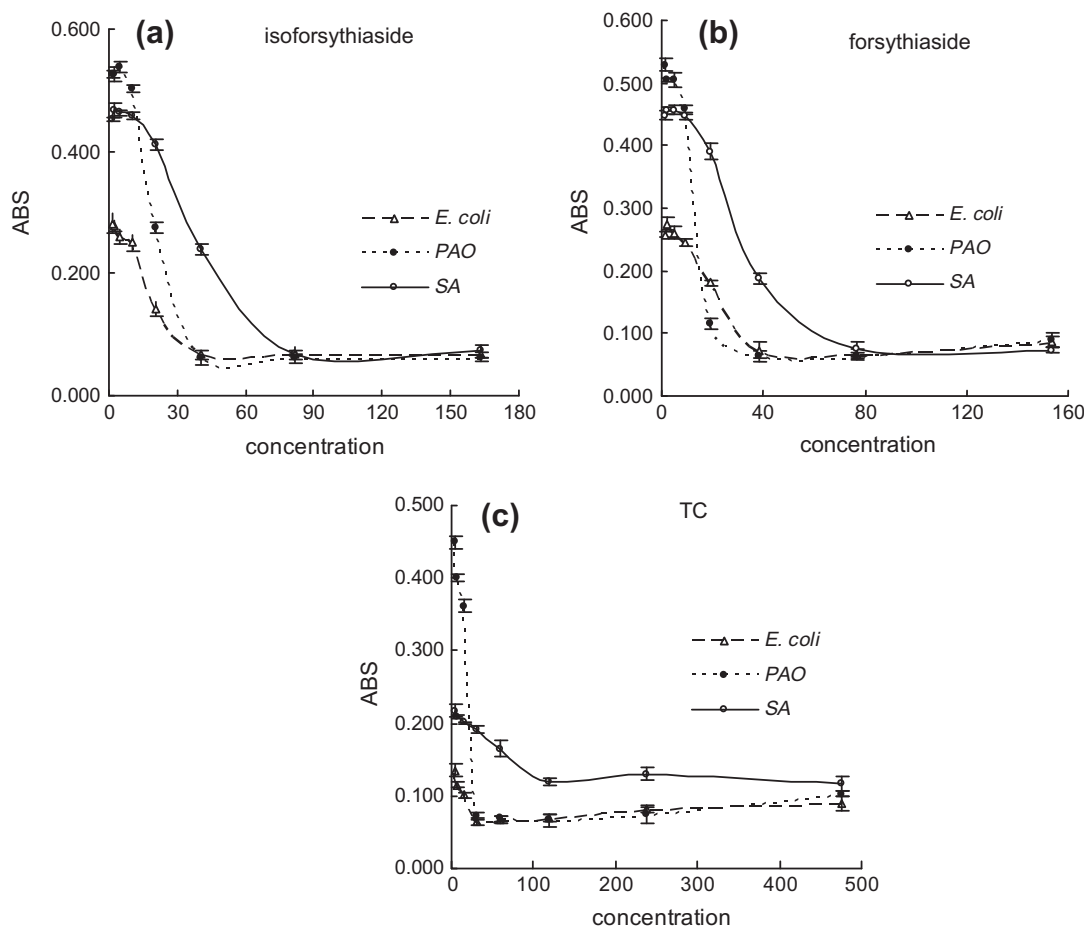 (a) isoforsythiaside
0.600
0.400
0.200
0.000
ABS
E. coli
PAO
SA
0 30 60 90 120 150 180
concentration
(b) forsythiaside
0.600
0.500
0.400
0.300
0.200
0.100
0.000
ABS
E. coli
PAO
SA
0 40 80 120 160
concentration
(c) TC
0.500
0.400
0.300
0.200
0.100
0.000
ABS
E. coli
PAO
SA
0 100 200 300 400 500
concentration